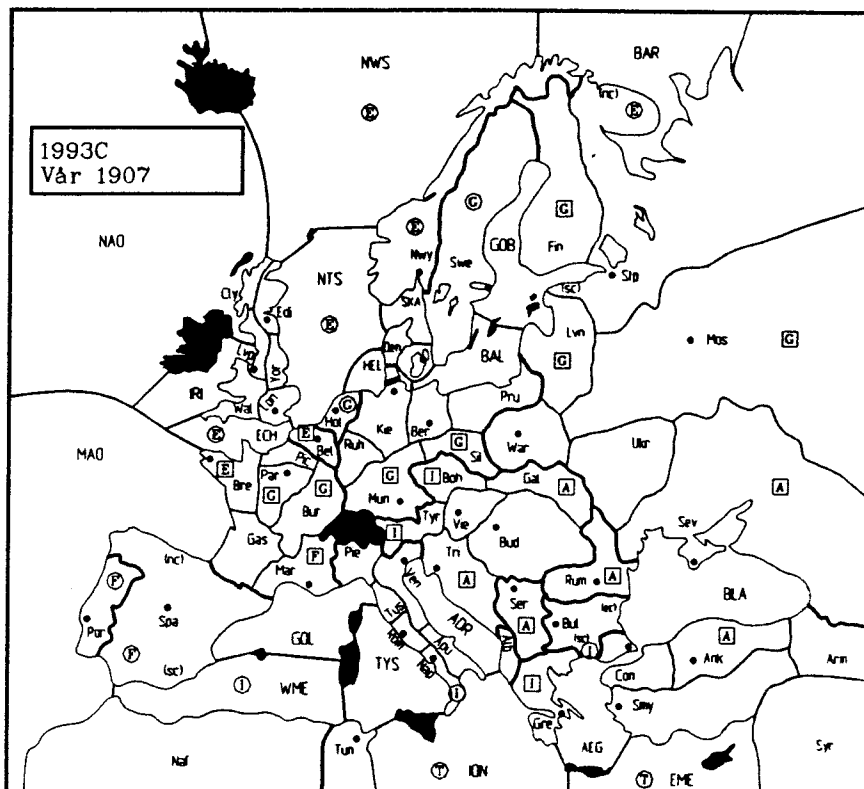 NWS
BAR
(nc)
E
E
1993C
Vår 1907
NAO
E
G
G
Nwy
Swe
GOB
Fin
Stp
NTS
(sc)
Cly
SKA
Edi
E
Lvn
Mos
G
Den
BAL
G
Lvp
Yor
HEL
IRI
Pru
Wal
Lon
G
Hol
Kie
Ber
War
Ukr
E
ECH
E
Bel
Ruh
MAO
Pic
G
Sil
E
Par
G
I
Boh
Gal
A
A
Bre
G
G
Mun
Sev
Bur
Tyr
Vie
Bud
Gas
I
Tri
(nc)
F
Pie
Ven
A
Rum
A
Mar
F
Ser
BLA
Spa
Tus
ADR
Bul
(ec)
Por
A
(sc)
A
GOL
Rom
Apu
Alb
I
Ank
Arm
F
(sc)
TYS
Nap
Con
I
WME
I
I
Gre
Smy
Naf
Tun
AEG
Syr
T
ION
T
EME